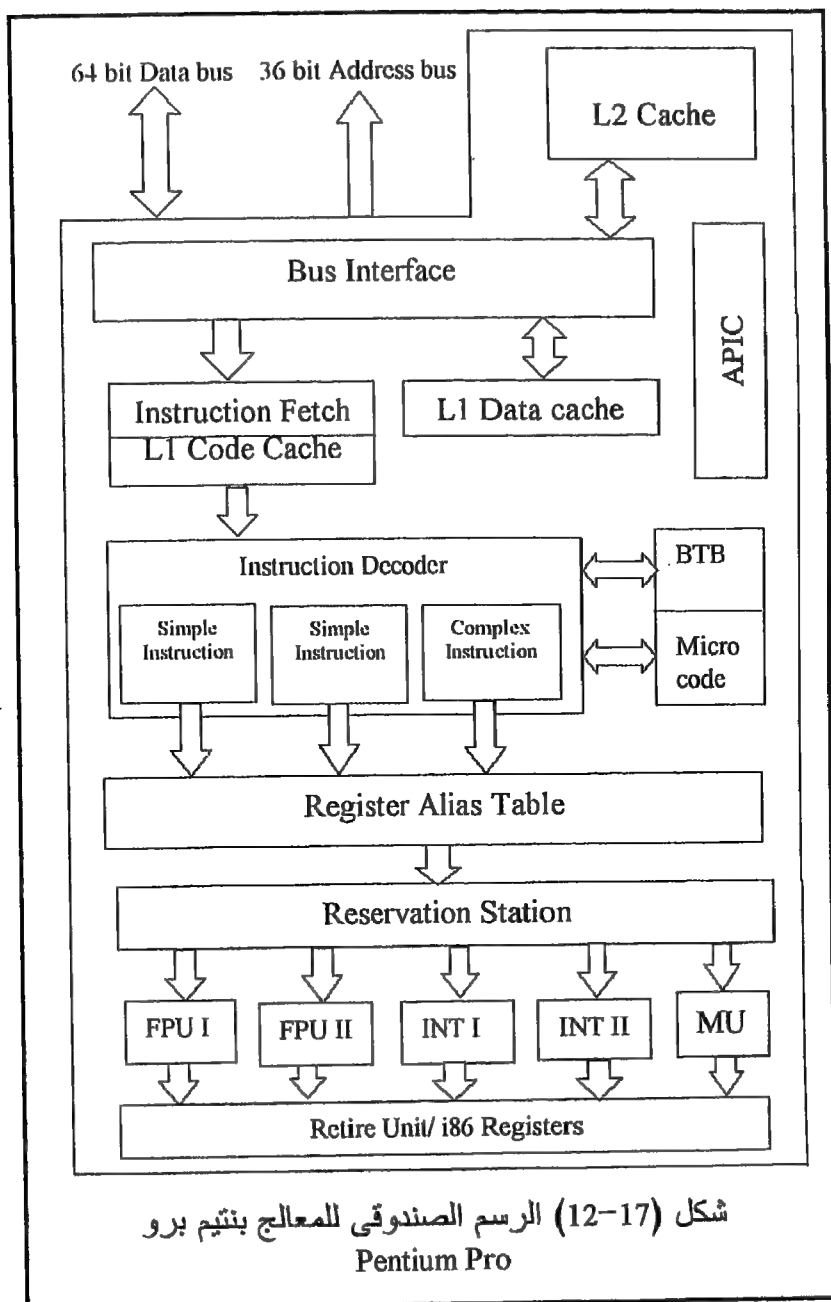 64 bit Data bus
36 bit Address bus
L2 Cache
Bus Interface
APIC
Instruction Fetch
L1 Code Cache
L1 Data cache
Instruction Decoder
BTB
Simple
Instruction
Simple
Instruction
Complex
Instruction
Micro
code
Register Alias Table
Reservation Station
FPU I
FPU II
INT I
INT II
MU
Retire Unit/ i86 Registers
شكل (17-12) الرسم الصندوقى للمعالج بنتيم برو
Pentium Pro